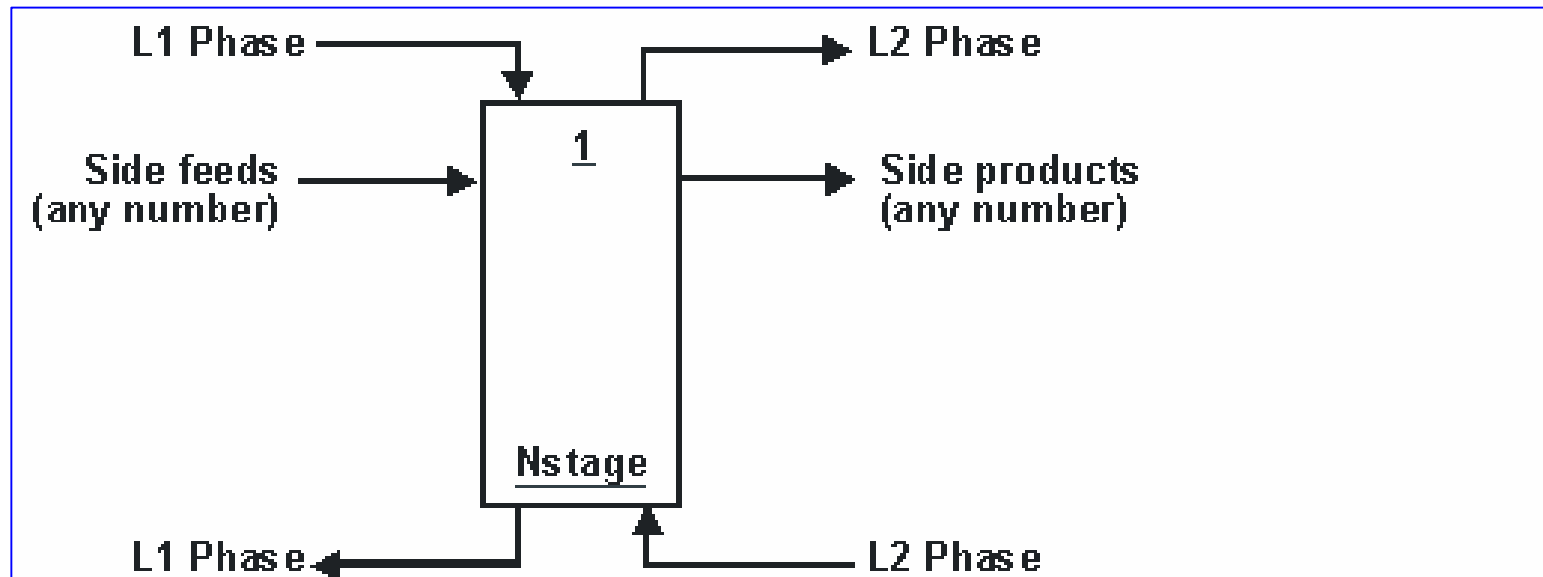 L1 Phase
L2 Phase
1
Side feeds
(any number)
Side products
(any number)
Nstage
L1 Phase
L2 Phase